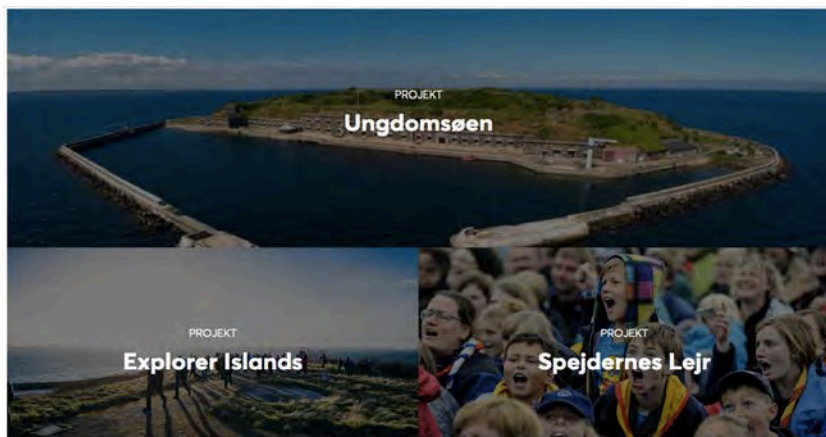 PROJEKT
Ungdomsøen
PROJEKT
Explorer Islands
PROJEKT
Spejdernes Lejr